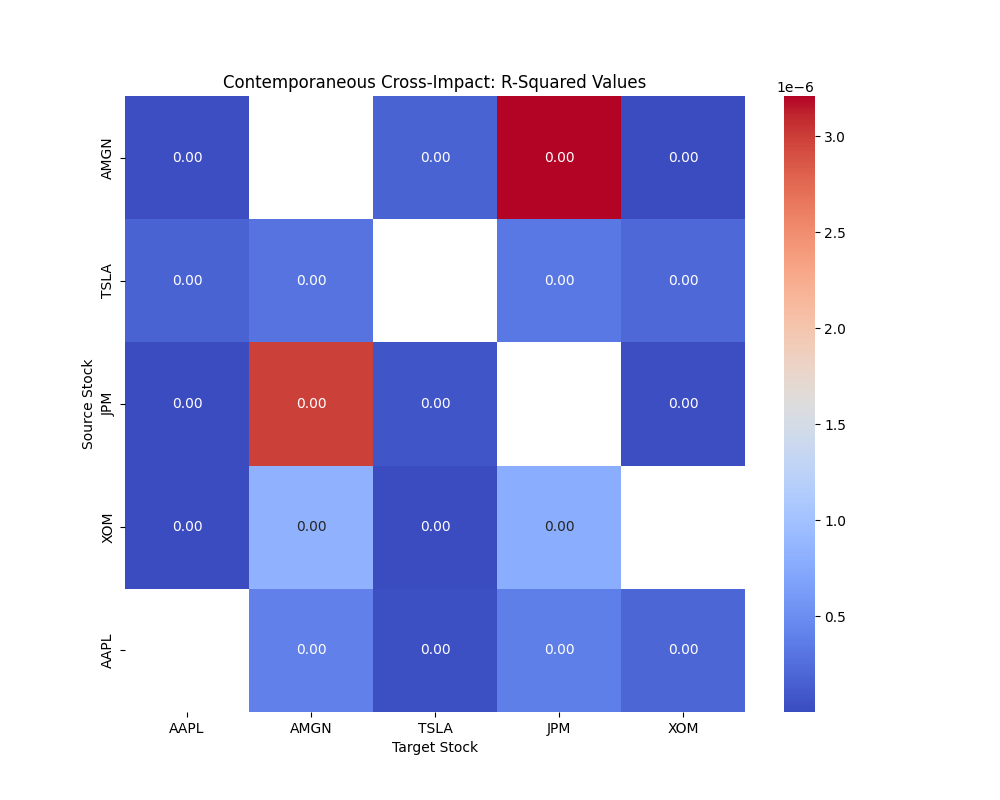 Contemporaneous Cross-Impact: R-Squared Values
1e−6
AMGN 0.00 0.00 0.00 0.00
TSLA 0.00 0.00 0.00 0.00
JPM 0.00 0.00 0.00 0.00
XOM 0.00 0.00 0.00 0.00
AAPL 0.00 0.00 0.00 0.00
Source Stock
AAPL AMGN TSLA JPM XOM
Target Stock
3.0
2.5
2.0
1.5
1.0
0.5